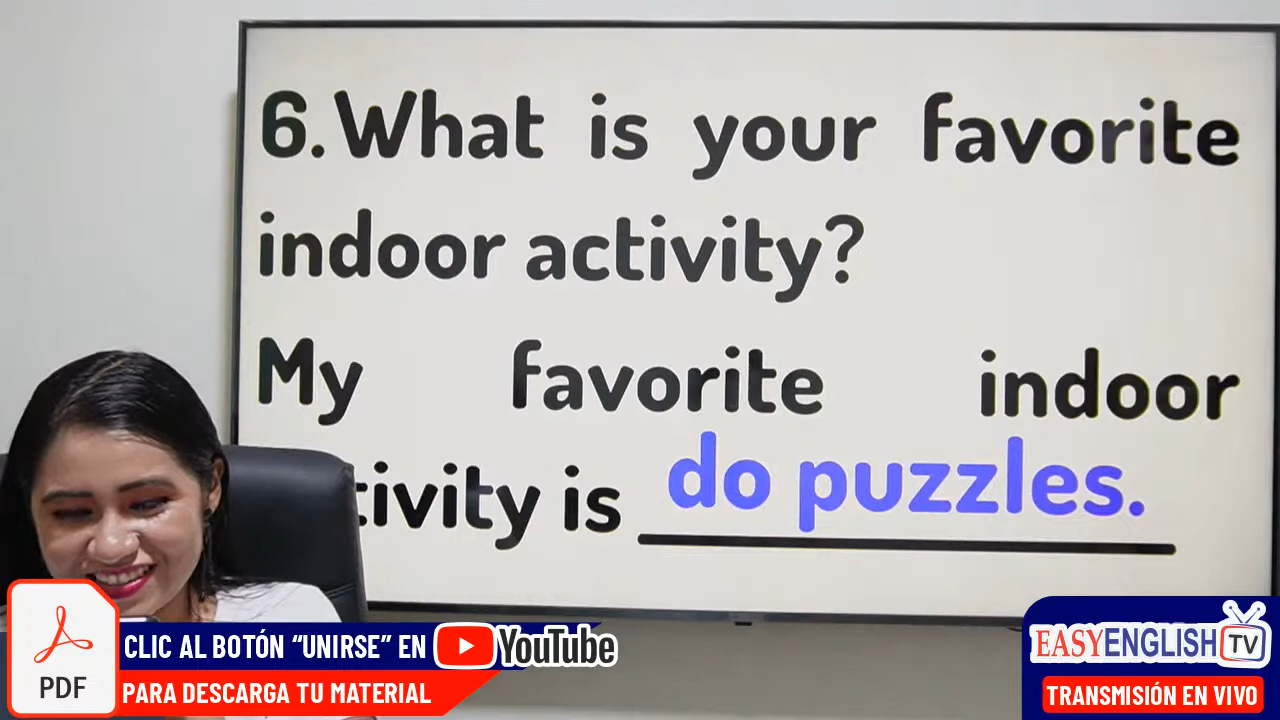 6. What is your favorite
indoor activity?
My favorite indoor
tivity is do puzzles.
PDF
CLIC AL BOTÓN “UNIRSE” EN YouTube
PARA DESCARGA TU MATERIAL
EASYENGLISH TV
TRANSMISIÓN EN VIVO